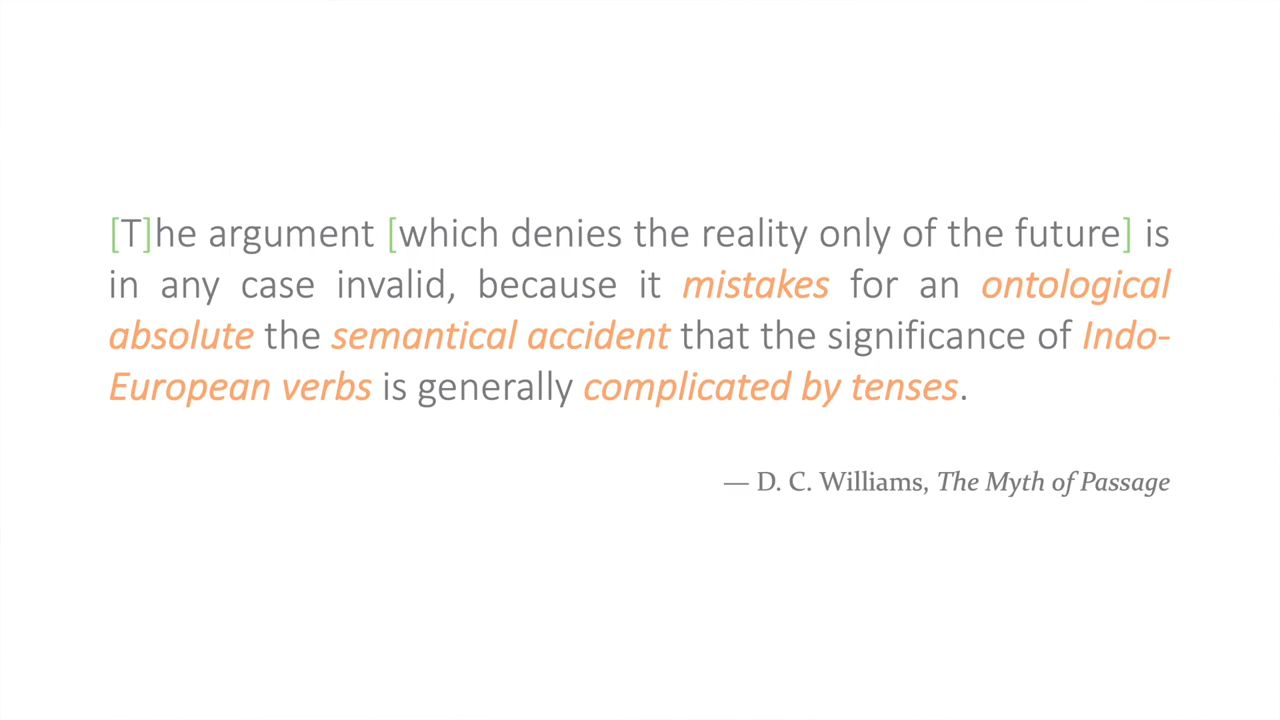 [T]he argument [which denies the reality only of the future] is
in any case invalid, because it mistakes for an ontological
absolute the semantical accident that the significance of Indo-
European verbs is generally complicated by tenses.
— D. C. Williams, The Myth of Passage